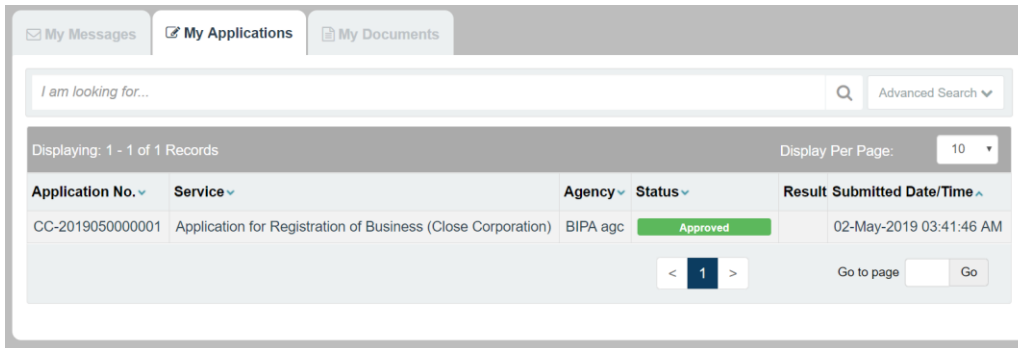 My Messages My Applications My Documents
I am looking for... Advanced Search
Displaying: 1 - 1 of 1 Records Display Per Page: 10
Application No. Service Agency Status Result Submitted Date/Time
CC-2019050000001 Application for Registration of Business (Close Corporation) BIPA agc Approved 02-May-2019 03:41:46 AM
< 1 > Go to page Go